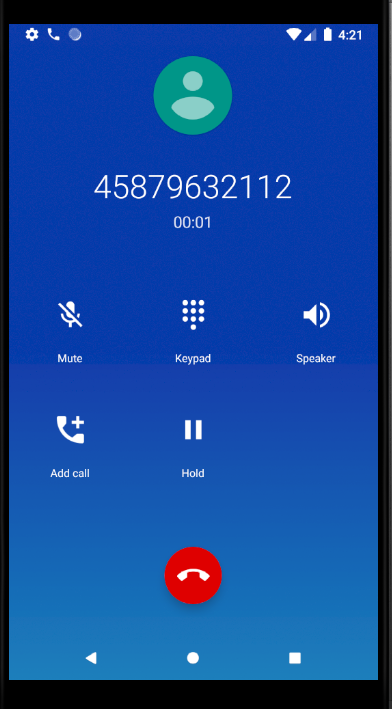 4:21
45879632112
00:01
Mute Keypad Speaker
Add call Hold